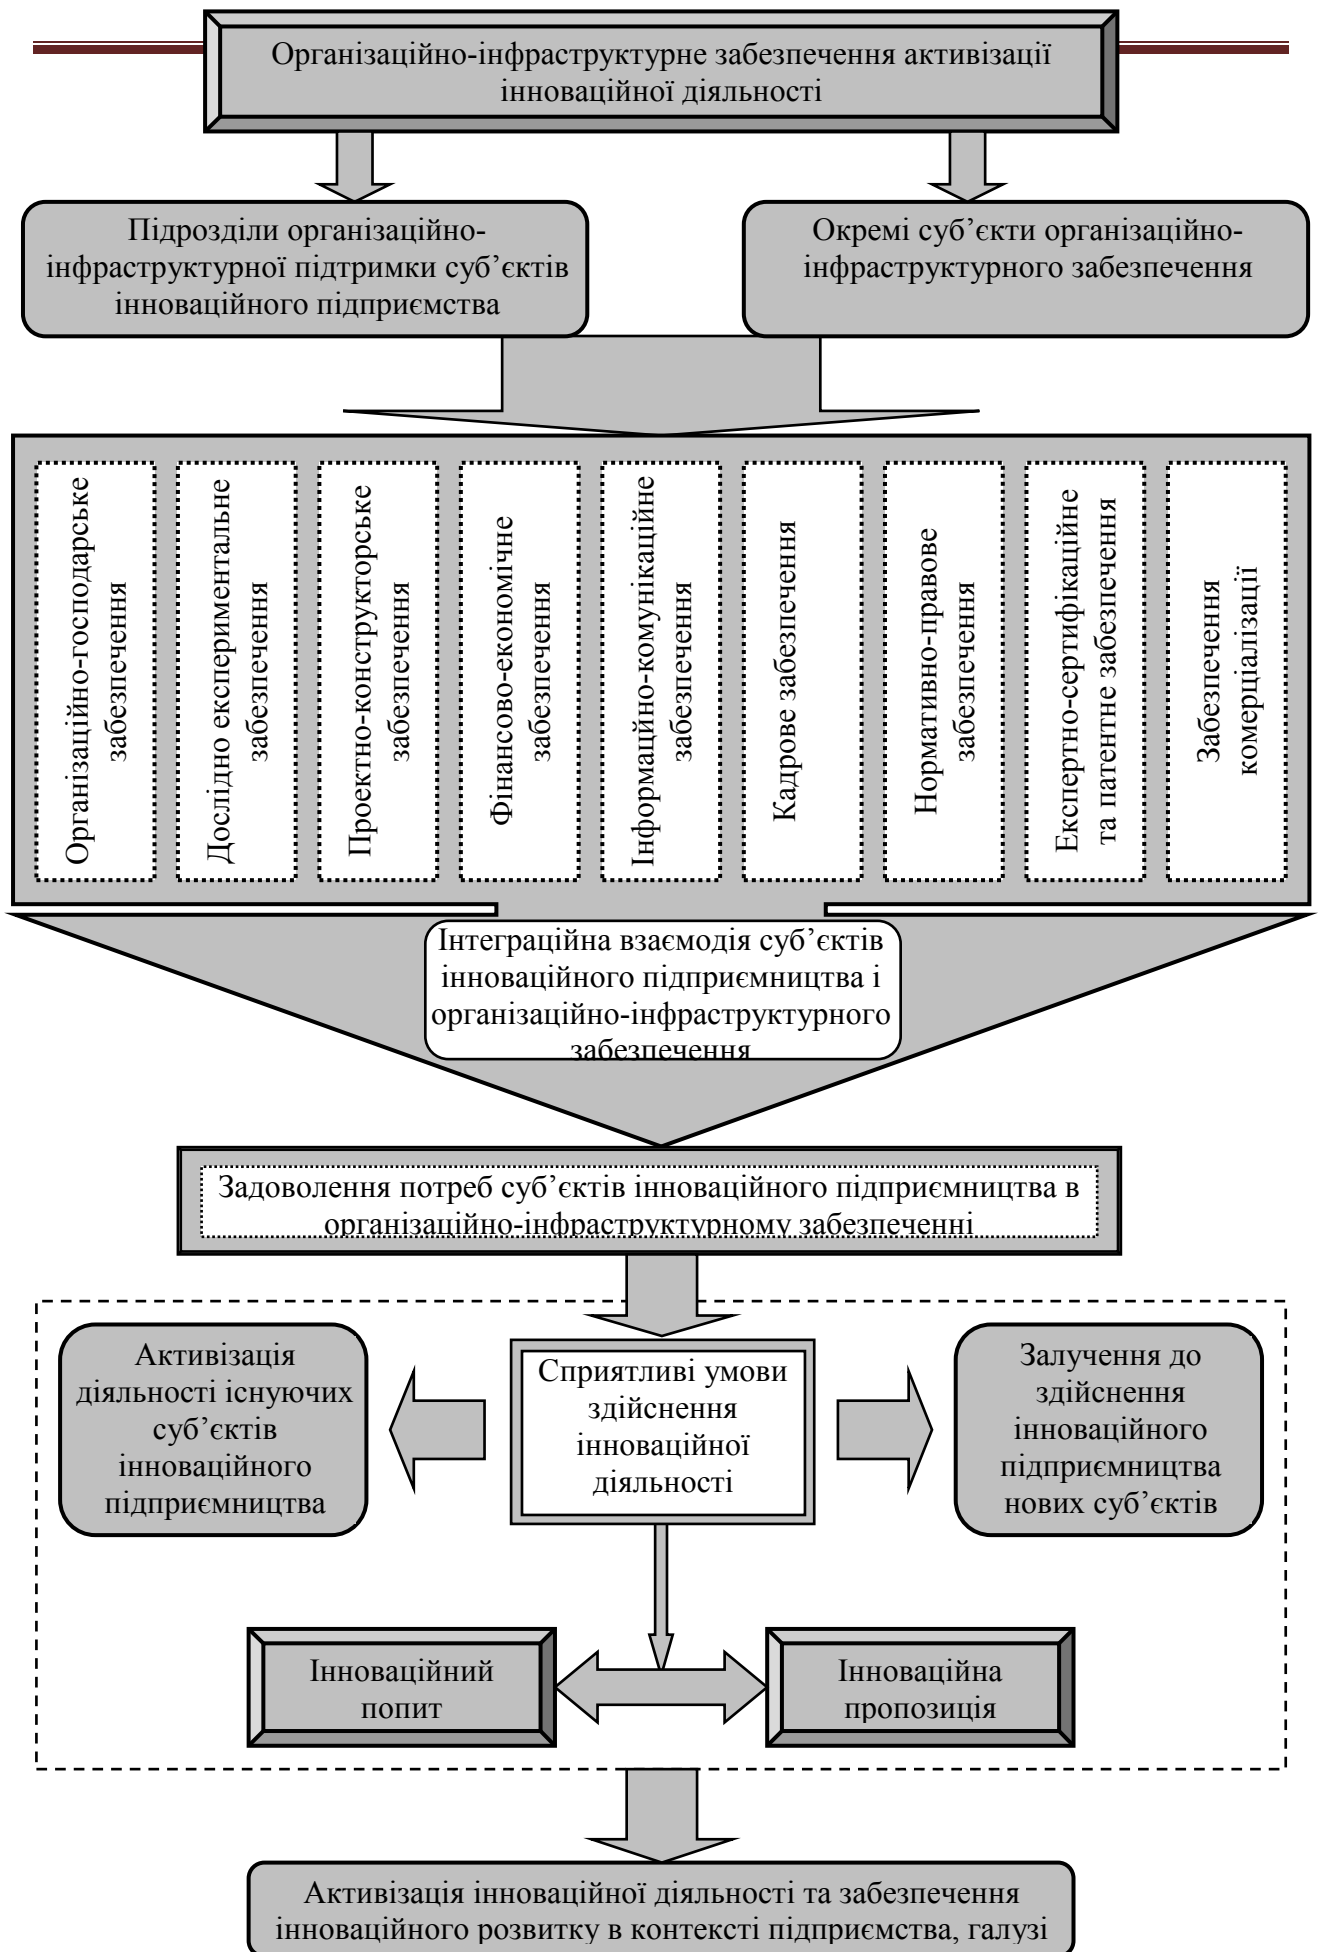 Організаційно-інфраструктурне забезпечення активізації
інноваційної діяльності
Підрозділи організаційно-
інфраструктурної підтримки суб’єктів
інноваційного підприємства
Окремі суб’єкти організаційно-
інфраструктурного забезпечення
Організаційно-господарське
забезпечення
Дослідно експериментальне
забезпечення
Проектно-конструкторське
забезпечення
Фінансово-економічне
забезпечення
Інформаційно-комунікаційне
забезпечення
Кадрове забезпечення
Нормативно-правове
забезпечення
Експертно-сертифікаційне
та патентне забезпечення
Забезпечення
комерціалізації
Інтеграційна взаємодія суб’єктів
інноваційного підприємництва і
організаційно-інфраструктурного
забезпечення
Задоволення потреб суб’єктів інноваційного підприємництва в
організаційно-інфраструктурному забезпеченні
Активізація
діяльності існуючих
суб’єктів
інноваційного
підприємництва
Сприятливі умови
здійснення
інноваційної
діяльності
Залучення до
здійснення
інноваційного
підприємництва
нових суб’єктів
Інноваційний
попит
Інноваційна
пропозиція
Активізація інноваційної діяльності та забезпечення
інноваційного розвитку в контексті підприємства, галузі